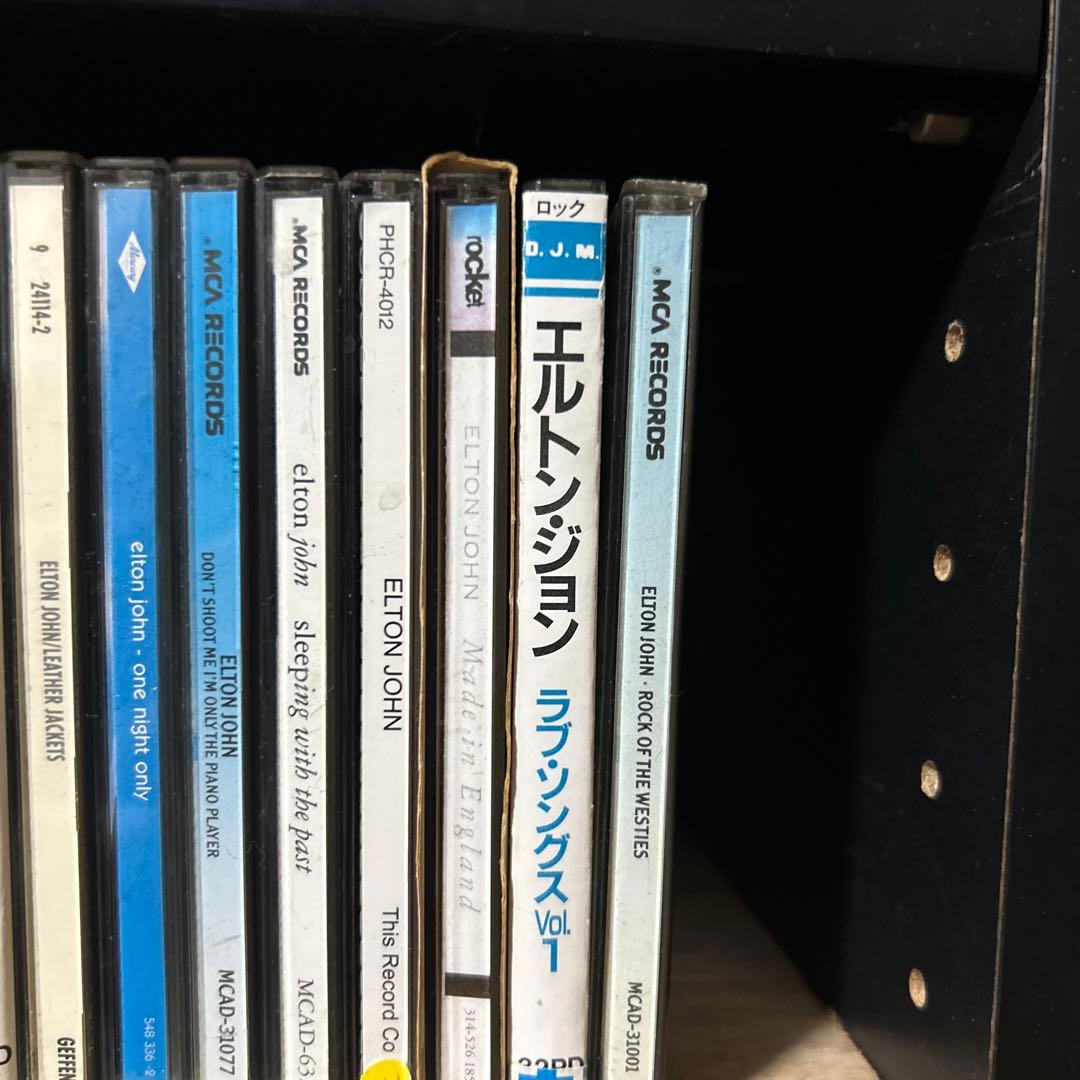 9 24114-2
ELTON JOHN/LEATHER JACKETS
GEFFEN
Mercury
elton john - one night only
548 336-2
MCA RECORDS
ELTON JOHN
DON'T SHOOT ME I'M ONLY THE PIANO PLAYER
MCAD-31077
MCA RECORDS
elton john sleeping with the past
MCAD-63
PHCR-4012
ELTON JOHN
This Record Co
rocket
ELTON JOHN Made in England
314-526 185
ロック
D.J.M.
エルトン・ジョン
ラブ・ソングス Vol. 1
® MCA RECORDS
ELTON JOHN · ROCK OF THE WESTIES
MCAD-31001